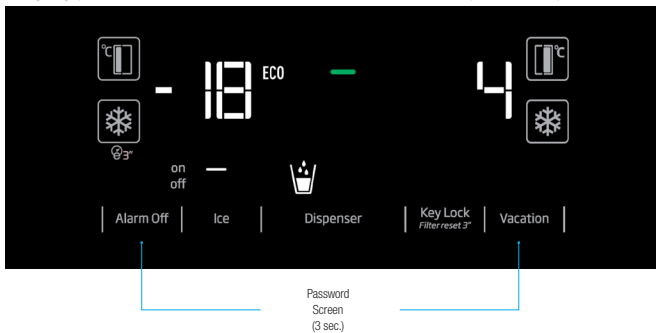 °C
°C
- 18 ECO
4
3"
on
off
Alarm Off
Ice
Dispenser
Key Lock
Filter reset 3"
Vacation
Password
Screen
(3 sec.)